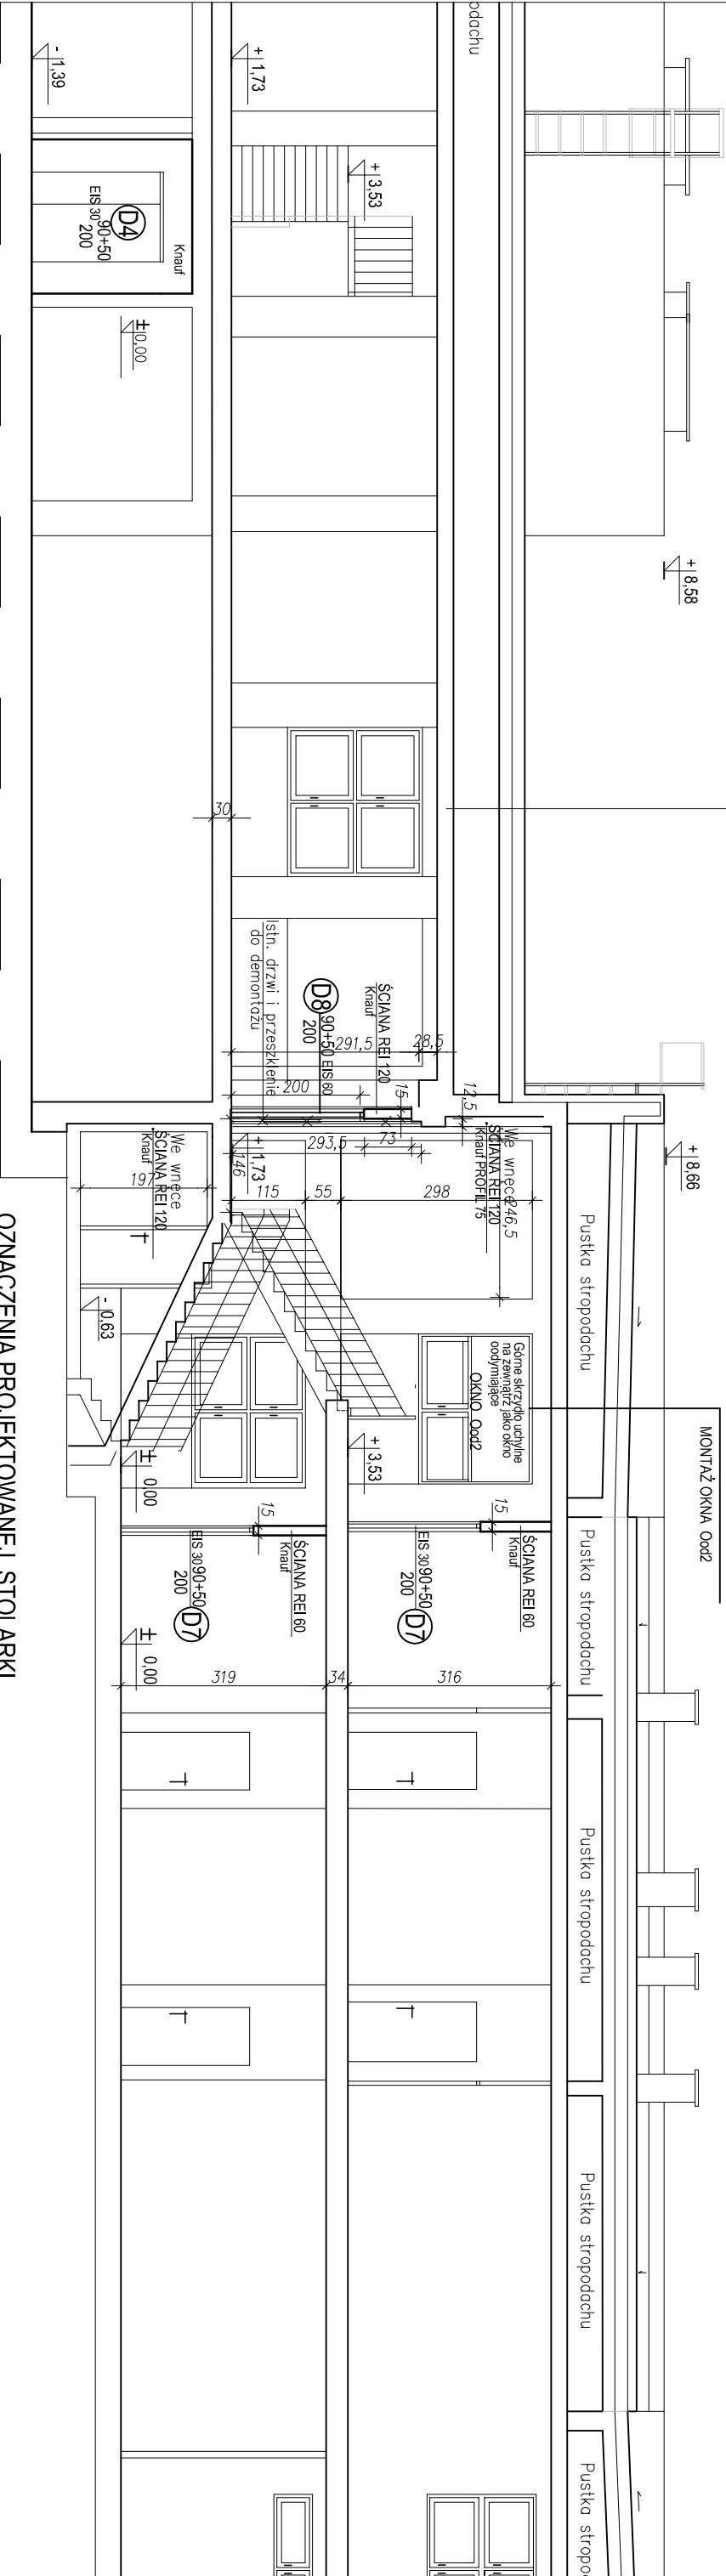 podachu
- 1,39
+ 1,73
+ 3,53
D4
EIS 30 90+50
200
Knauf
± 0,00
+ 8,58
30
Istn. drzwi i przeszklenie
do demontażu
D8 90+50 EIS 60
200
ŚCIANA REI 120
Knauf
291,5
28,5
200
15
12,5
293,5
73
+ 1,73
146
We wnęce
ŚCIANA REI 120
Knauf PROFIL 75
246,5
We wnęce
ŚCIANA REI 120
Knauf
197
115
55
298
+ 8,66
Pustka stropodachu
- 0,63
Górne skrzydło uchylne
na zewnątrz jako okno
oodymiające
OKNO Ood2
MONTAŻ OKNA Ood2
+ 3,53
± 0,00
15
15
EIS 30 90+50
200
D7
ŚCIANA REI 60
Knauf
EIS 30 90+50
200
D7
ŚCIANA REI 60
Knauf
Pustka stropodachu
± 0,00
319
34
316
Pustka stropodachu
Pustka stropodachu
Pustka stropo
OZNACZENIA PROJEKTOWANEJ STOLARKI